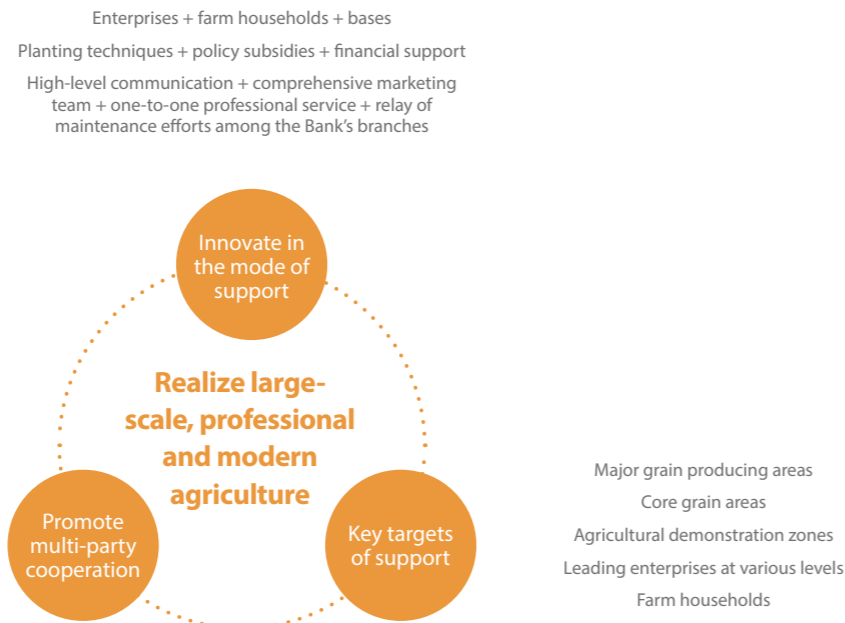 Enterprises + farm households + bases
Planting techniques + policy subsidies + financial support
High-level communication + comprehensive marketing
team + one-to-one professional service + relay of
maintenance efforts among the Bank’s branches
Innovate in
the mode of
support
Realize large-
scale, professional
and modern
agriculture
Promote
multi-party
cooperation
Key targets
of support
Major grain producing areas
Core grain areas
Agricultural demonstration zones
Leading enterprises at various levels
Farm households